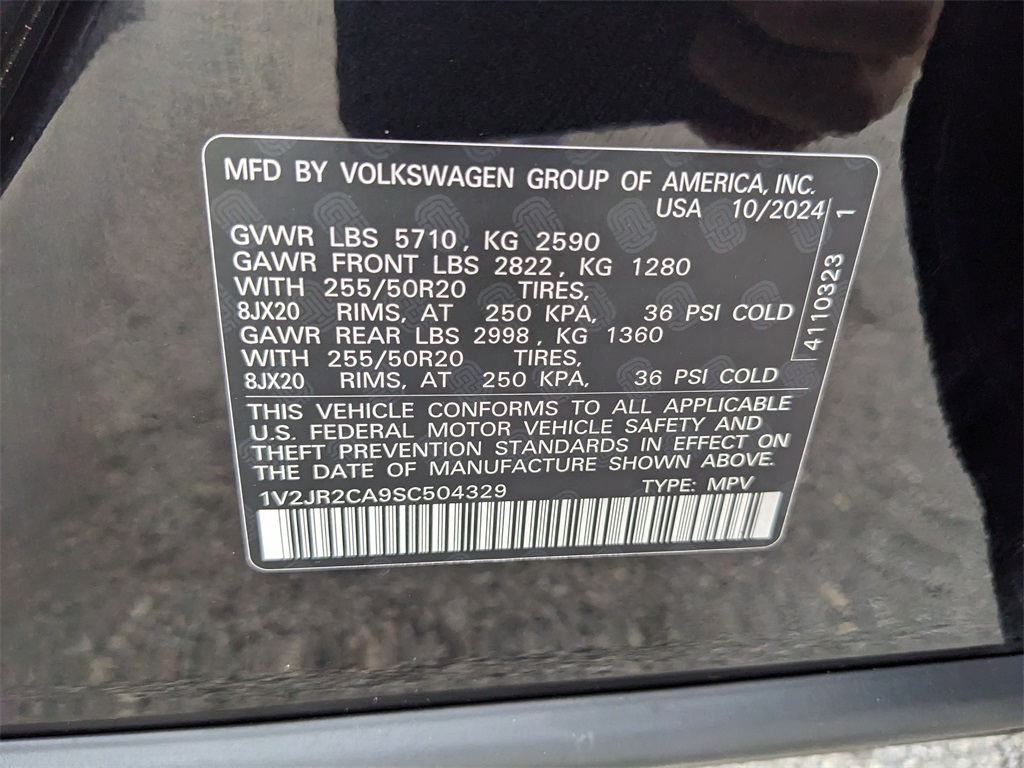 MFD BY VOLKSWAGEN GROUP OF AMERICA, INC.
USA 10/2024
GVWR LBS 5710, KG 2590
GAWR FRONT LBS 2822, KG 1280
WITH 255/50R20 TIRES,
8JX20 RIMS, AT 250 KPA, 36 PSI COLD
GAWR REAR LBS 2998, KG 1360
WITH 255/50R20 TIRES,
8JX20 RIMS, AT 250 KPA, 36 PSI COLD
4110323 1
THIS VEHICLE CONFORMS TO ALL APPLICABLE
U.S. FEDERAL MOTOR VEHICLE SAFETY AND
THEFT PREVENTION STANDARDS IN EFFECT ON
THE DATE OF MANUFACTURE SHOWN ABOVE.
1V2JR2CA9SC504329 TYPE: MPV